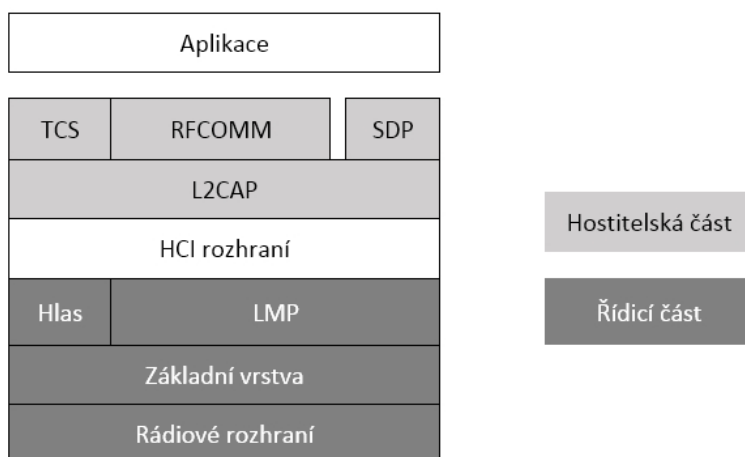 Aplikace
TCS RFCOMM SDP
L2CAP
HCI rozhraní
Hlas LMP
Základní vrstva
Rádiové rozhraní
Hostitelská část
Řídicí část